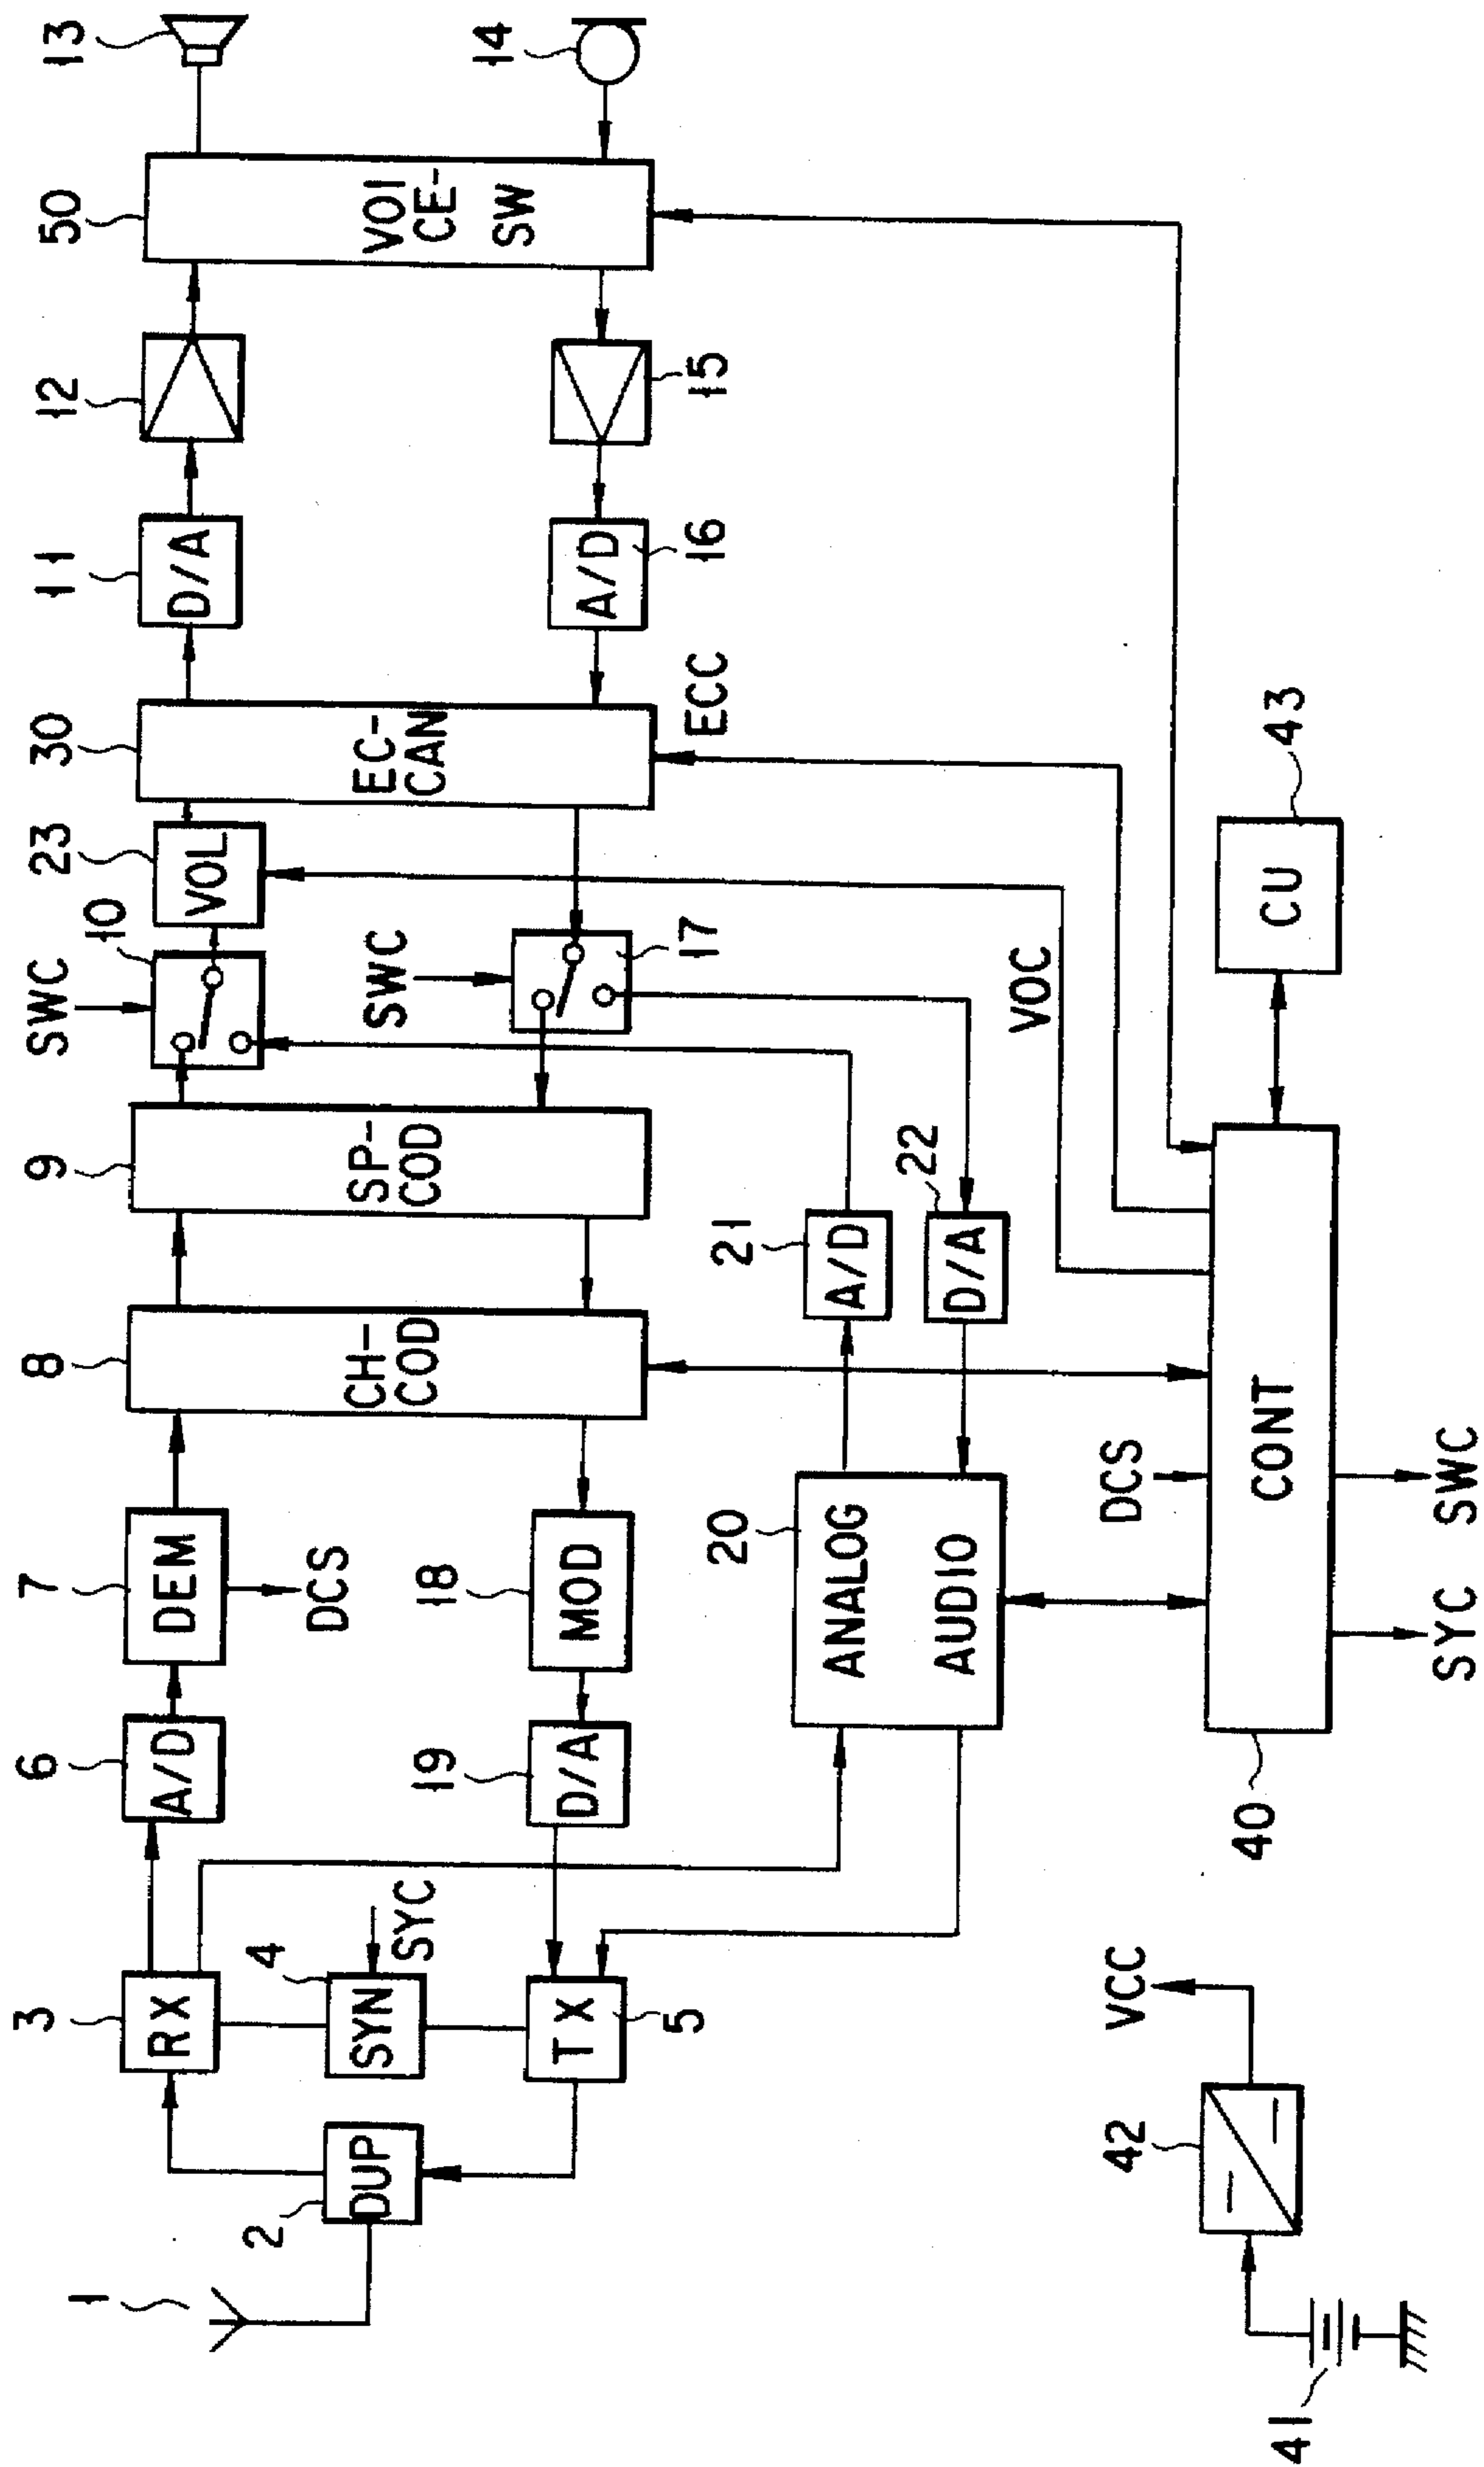 1
2
DUP
3
RX
4
SYN
SYC
TX
5
6
A/D
7
DEM
DCS
8
CH-
COD
9
SP-
COD
SWC
10
23
VOL
30
EC-
CAN
ECC
11
D/A
12
50
VOI
CE-
SW
13
14
15
16
A/D
SWC
17
18
MOD
19
D/A
20
ANALOG
AUDIO
21
A/D
22
D/A
VOC
DCS
CONT
40
CU
43
SYC
SWC
41
42
VCC